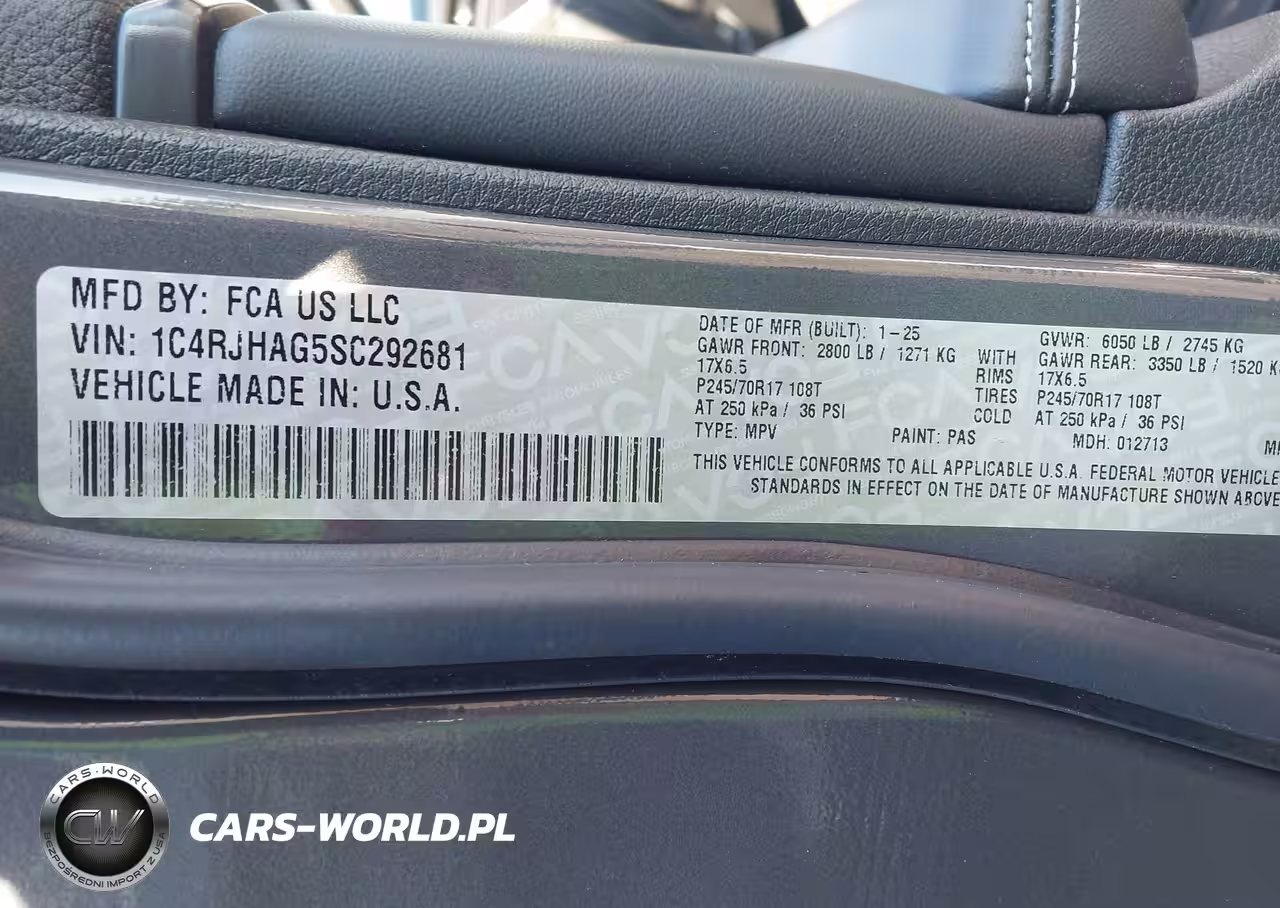 MFD BY: FCA US LLC
VIN: 1C4RJHAG5SC292681
VEHICLE MADE IN: U.S.A.
DATE OF MFR (BUILT): 1-25
GAWR FRONT: 2800 LB / 1271 KG
17X6.5
P245/70R17 108T
AT 250 kPa / 36 PSI
TYPE: MPV
PAINT: PAS
WITH
RIMS
TIRES
COLD
GVWR: 6050 LB / 2745 KG
GAWR REAR: 3350 LB / 1520 K
17X6.5
P245/70R17 108T
AT 250 kPa / 36 PSI
MDH: 012713
THIS VEHICLE CONFORMS TO ALL APPLICABLE U.S.A. FEDERAL MOTOR VEHICLE
STANDARDS IN EFFECT ON THE DATE OF MANUFACTURE SHOWN ABOVE
CARS-WORLD
CW
BEZPOŚREDNI IMPORT Z USA
CARS-WORLD.PL